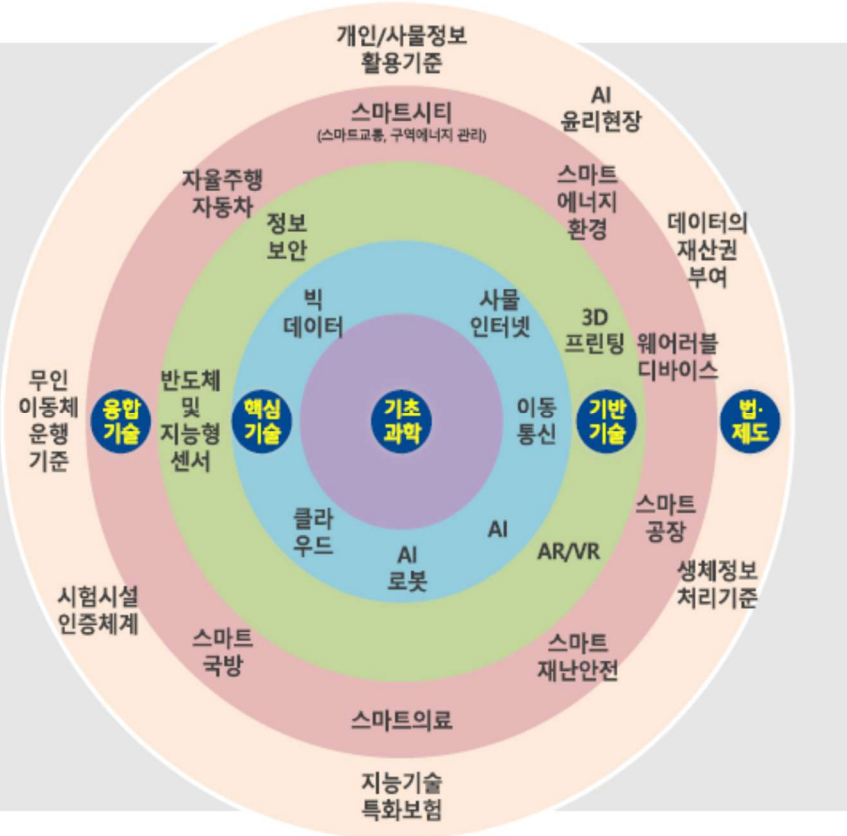 개인/사물정보
활용기준
AI
윤리헌장
스마트시티
(스마트교통, 구역에너지 관리)
스마트
에너지
환경
자율주행
자동차
정보
보안
데이터의
재산권
부여
빅
데이터
사물
인터넷
3D
프린팅
웨어러블
디바이스
무인
이동체
운행
기준
융합
기술
반도체
및
지능형
센서
핵심
기술
기초
과학
이동
통신
기반
기술
법·
제도
클라
우드
AI
로봇
AI
AR/VR
스마트
공장
생체정보
처리기준
시험시설
인증체계
스마트
국방
스마트
재난안전
스마트의료
지능기술
특화보험